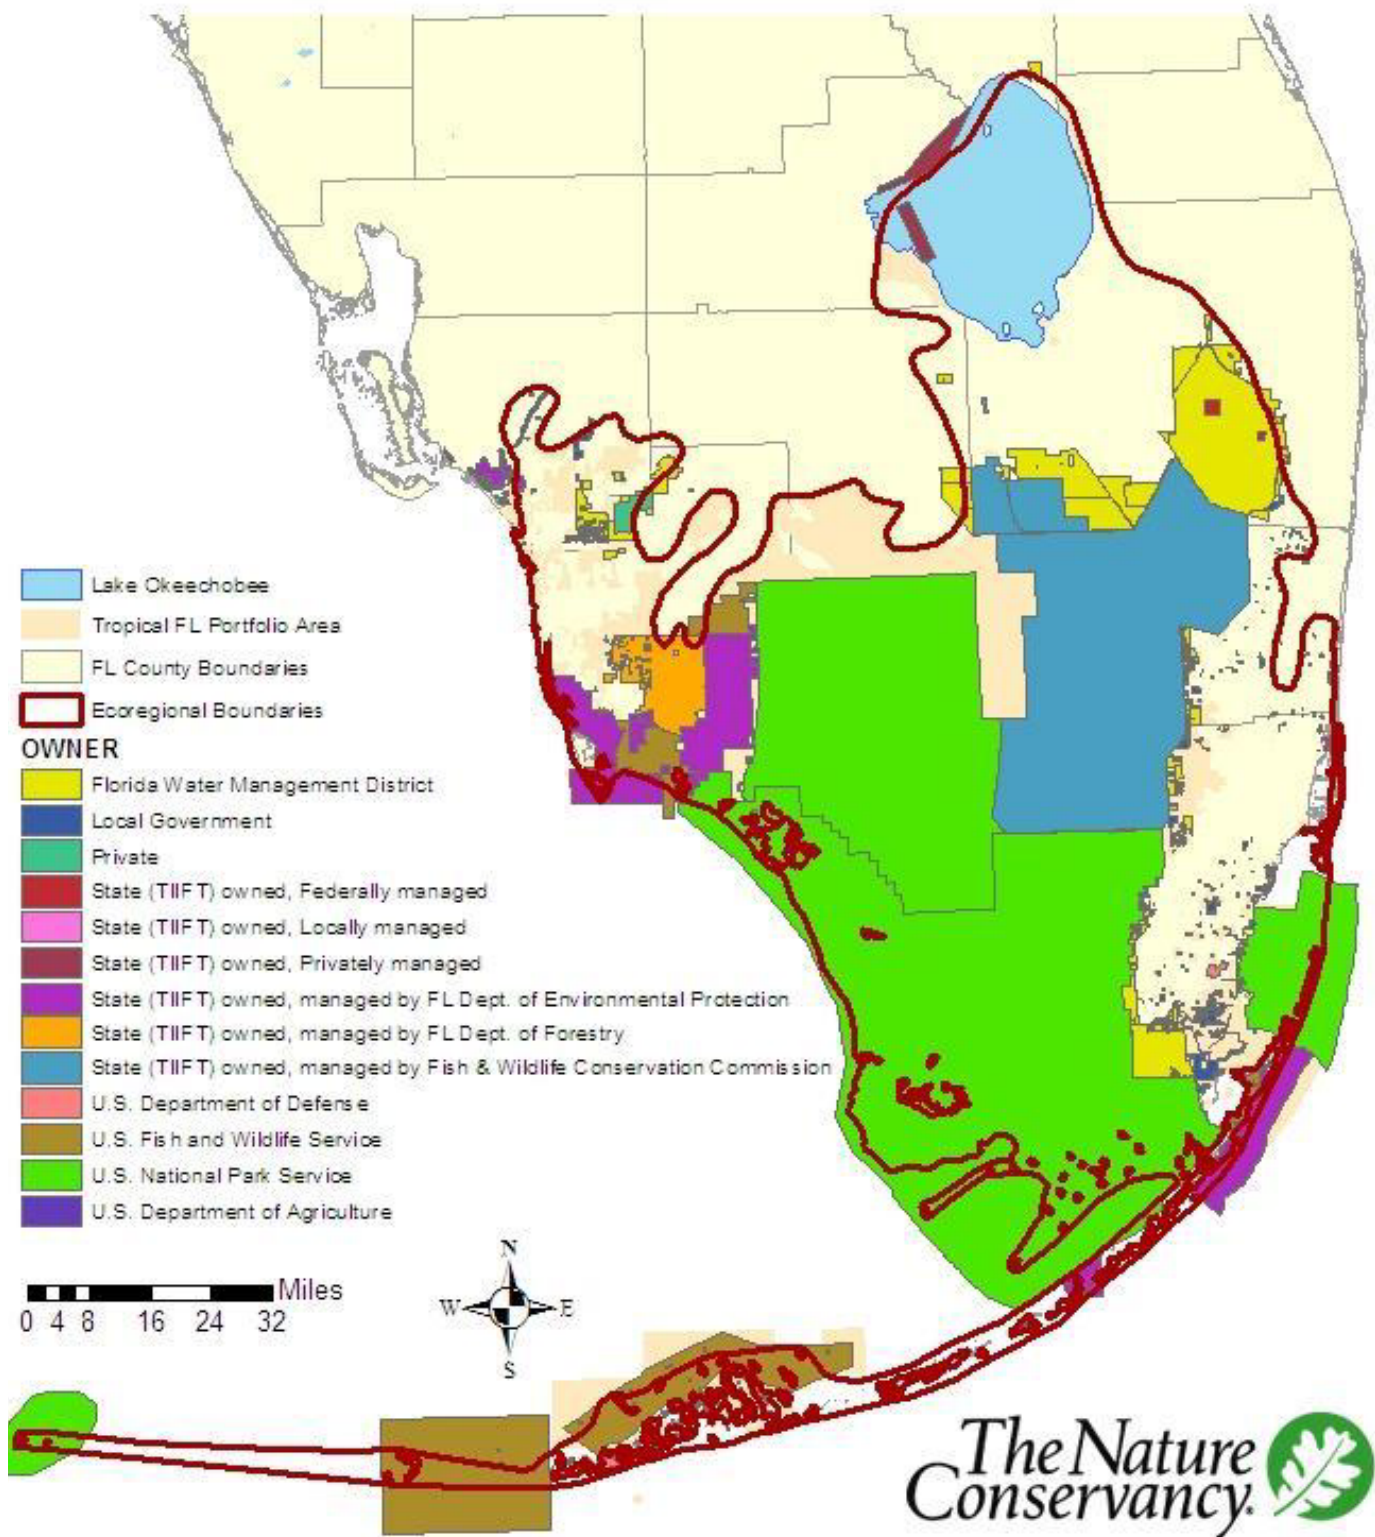 Lake Okeechobee
Tropical FL Portfolio Area
FL County Boundaries
Ecoregional Boundaries
OWNER
Florida Water Management District
Local Government
Private
State (TIIFT) owned, Federally managed
State (TIIFT) owned, Locally managed
State (TIIFT) owned, Privately managed
State (TIIFT) owned, managed by FL Dept. of Environmental Protection
State (TIIFT) owned, managed by FL Dept. of Forestry
State (TIIFT) owned, managed by Fish & Wildlife Conservation Commission
U.S. Department of Defense
U.S. Fish and Wildlife Service
U.S. National Park Service
U.S. Department of Agriculture
N
W E
S
Miles
0 4 8 16 24 32
The Nature
Conservancy.